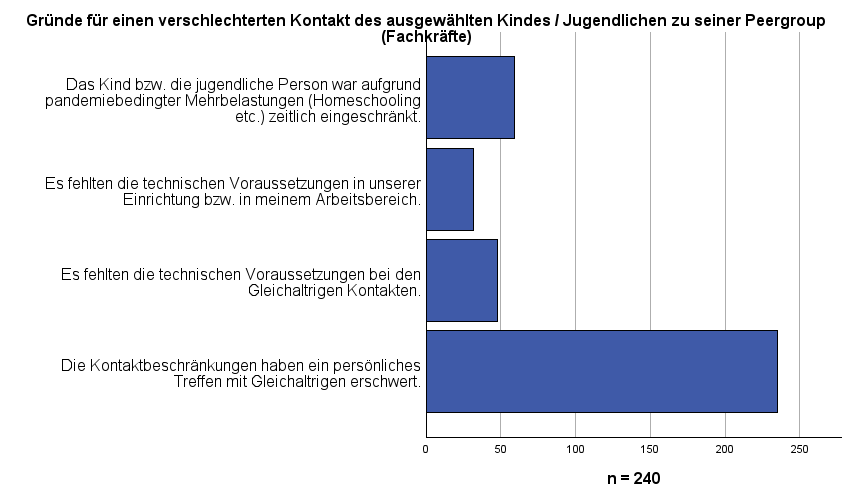 Gründe für einen verschlechterten Kontakt des ausgewählten Kindes / Jugendlichen zu seiner Peergroup
(Fachkräfte)
Das Kind bzw. die jugendliche Person war aufgrund
pandemiebedingter Mehrbelastungen (Homeschooling
etc.) zeitlich eingeschränkt.
Es fehlten die technischen Voraussetzungen in unserer
Einrichtung bzw. in meinem Arbeitsbereich.
Es fehlten die technischen Voraussetzungen bei den
Gleichaltrigen Kontakten.
Die Kontaktbeschränkungen haben ein persönliches
Treffen mit Gleichaltrigen erschwert.
0 50 100 150 200 250
n = 240